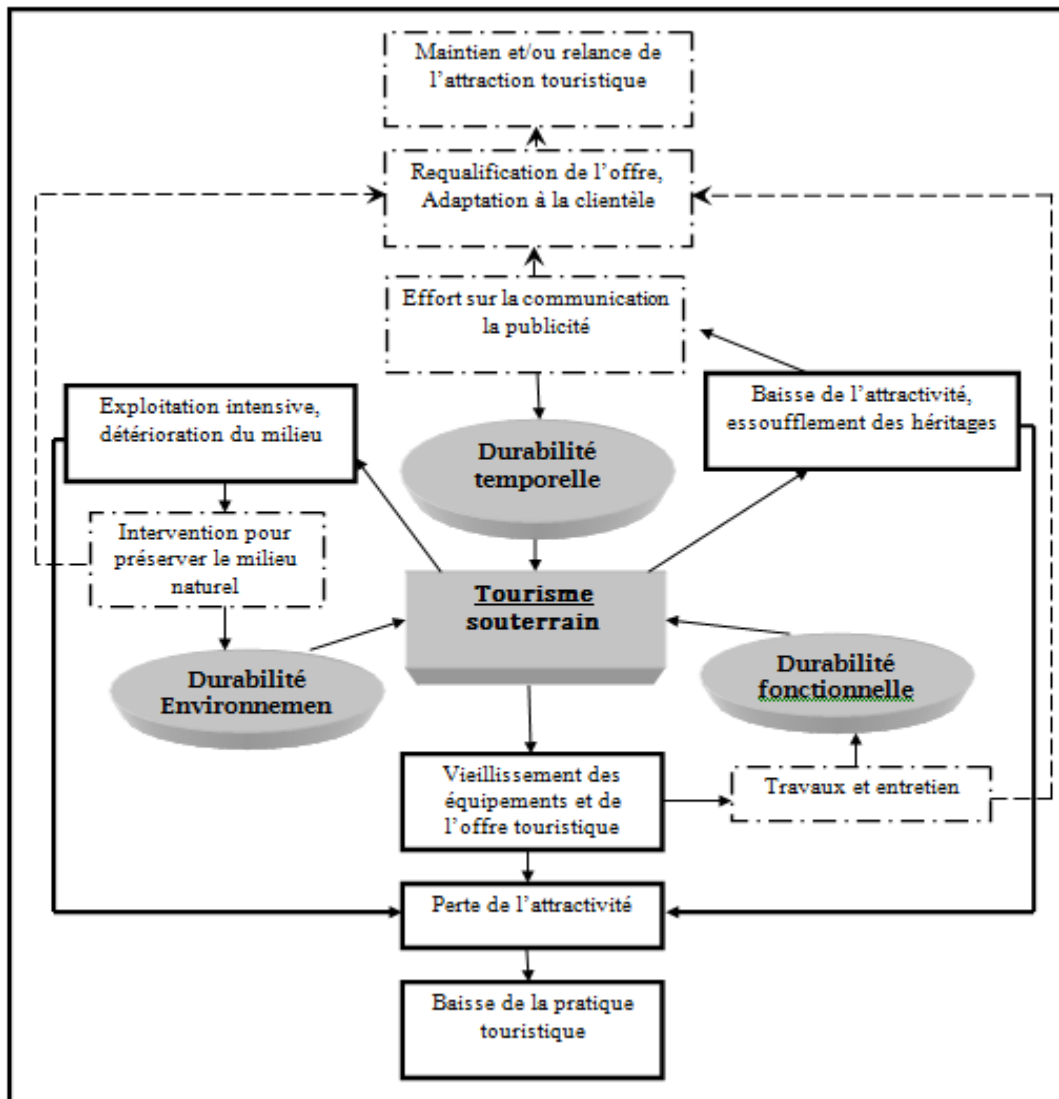 Maintien et/ou relance de
l’attraction touristique
Requalification de l’offre,
Adaptation à la clientèle
Effort sur la communication
la publicité
Exploitation intensive,
détérioration du milieu
Baisse de l’attractivité,
essoufflement des héritages
Durabilité
temporelle
Intervention pour
préserver le milieu
naturel
Tourisme
souterrain
Durabilité
Environnemen
Durabilité
fonctionnelle
Vieillissement des
équipements et de
l’offre touristique
Travaux et entretien
Perte de l’attractivité
Baisse de la pratique
touristique